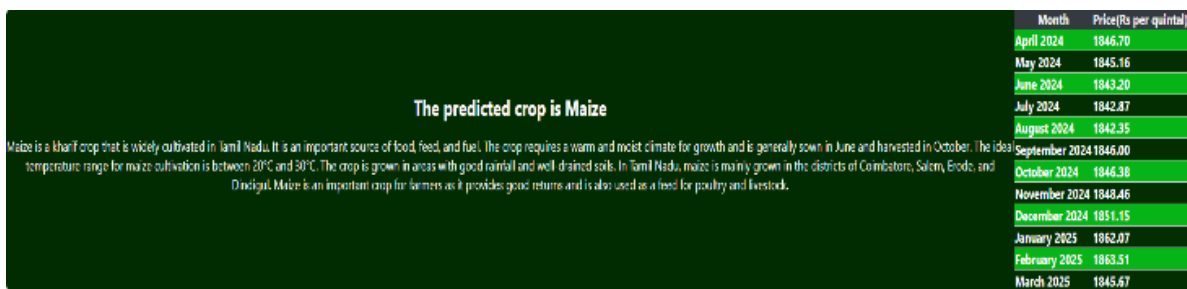 The predicted crop is Maize
Maize is a kharif crop that is widely cultivated in Tamil Nadu. It is an important source of food, feed, and fuel. The crop requires a warm and moist climate for growth and is generally sown in June and harvested in October. The ideal
temperature range for maize cultivation is between 20°C and 30°C. The crop is grown in areas with good rainfall and well-drained soils. In Tamil Nadu, maize is mainly grown in the districts of Coimbatore, Salem, Erode, and
Dindigul. Maize is an important crop for farmers as it provides good returns and is also used as a feed for poultry and livestock.
Month Price(Rs per quintal)
April 2024 1846.70
May 2024 1845.16
June 2024 1843.20
July 2024 1842.87
August 2024 1842.35
September 2024 1846.00
October 2024 1846.38
November 2024 1848.46
December 2024 1851.15
January 2025 1862.07
February 2025 1863.51
March 2025 1845.67